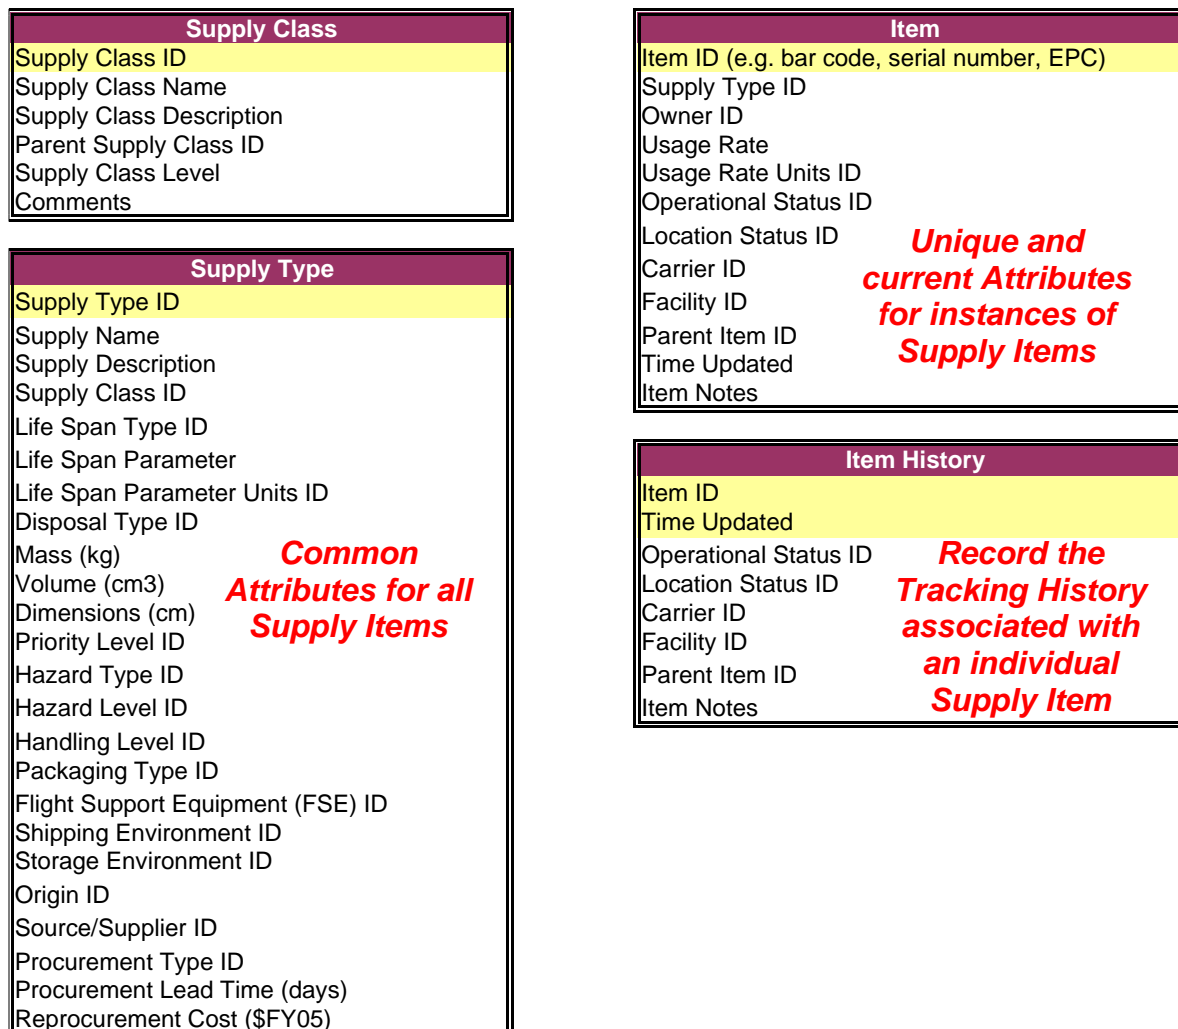 Supply Class
Supply Class ID
Supply Class Name
Supply Class Description
Parent Supply Class ID
Supply Class Level
Comments
Supply Type
Supply Type ID
Supply Name
Supply Description
Supply Class ID
Life Span Type ID
Life Span Parameter
Life Span Parameter Units ID
Disposal Type ID
Mass (kg)
Volume (cm3)
Dimensions (cm)
Priority Level ID
Hazard Type ID
Hazard Level ID
Handling Level ID
Packaging Type ID
Flight Support Equipment (FSE) ID
Shipping Environment ID
Storage Environment ID
Origin ID
Source/Supplier ID
Procurement Type ID
Procurement Lead Time (days)
Reprocurement Cost ($FY05)
Common
Attributes for all
Supply Items
Item
Item ID (e.g. bar code, serial number, EPC)
Supply Type ID
Owner ID
Usage Rate
Usage Rate Units ID
Operational Status ID
Location Status ID
Carrier ID
Facility ID
Parent Item ID
Time Updated
Item Notes
Unique and
current Attributes
for instances of
Supply Items
Item History
Item ID
Time Updated
Operational Status ID
Location Status ID
Carrier ID
Facility ID
Parent Item ID
Item Notes
Record the
Tracking History
associated with
an individual
Supply Item